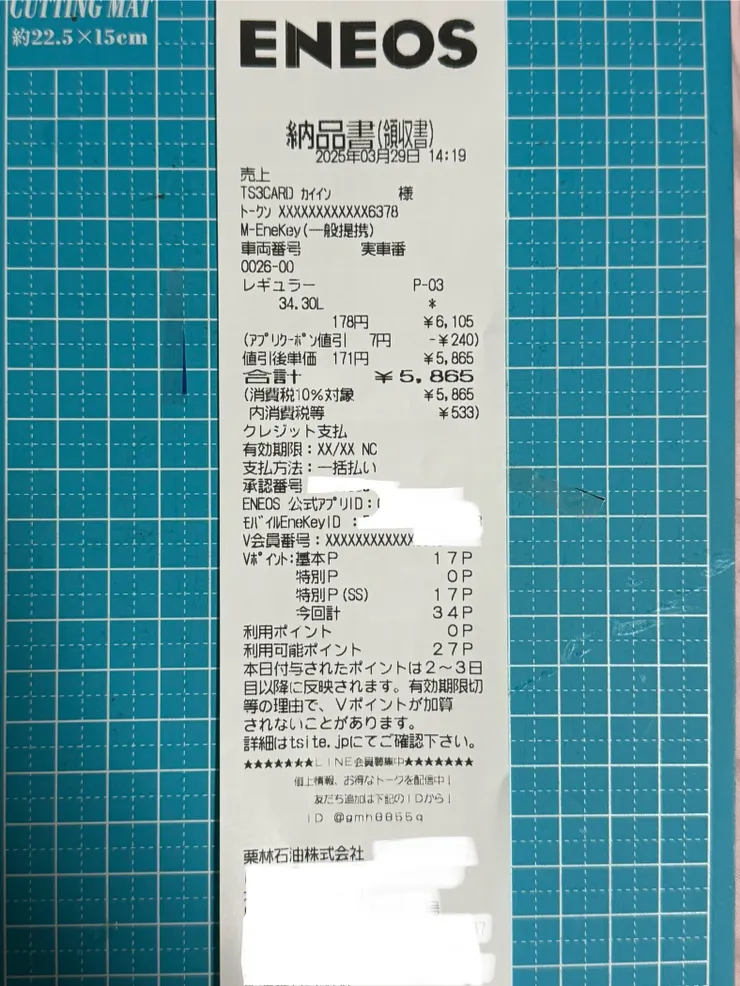 CUTTING MAT
約22.5×15cm
ENEOS
納品書(領収書)
2025年03月29日 14:19
売上
TS3CARD カイイン 様
トークン XXXXXXXXXXXX6378
M-EneKey(一般提携)
車両番号 実車番
0026-00
レギュラー P-03
34.30L *
178円 ¥6,105
(アプリクーポン値引 7円 -¥240)
値引後単価 171円 ¥5,865
合計 ¥5,865
(消費税10%対象 ¥5,865
内消費税等 ¥533)
クレジット支払
有効期限:XX/XX NC
支払方法:一括払い
承認番号
ENEOS 公式アプリID:
モバイルEneKeyID :
V会員番号:XXXXXXXXXXXX
Vポイント:基本P 17P
特別P 0P
特別P(SS) 17P
今回計 34P
利用ポイント 0P
利用可能ポイント 27P
本日付与されたポイントは2~3日
目以降に反映されます。有効期限切
等の理由で、Vポイントが加算
されないことがあります。
詳細はtsite.jpにてご確認下さい。
★★★★★★★LINE会員募集中★★★★★★★
値上情報、お得なトークを配信中!
友だち追加は下記のIDから!
ID @gmh0855q
栗林石油株式会社